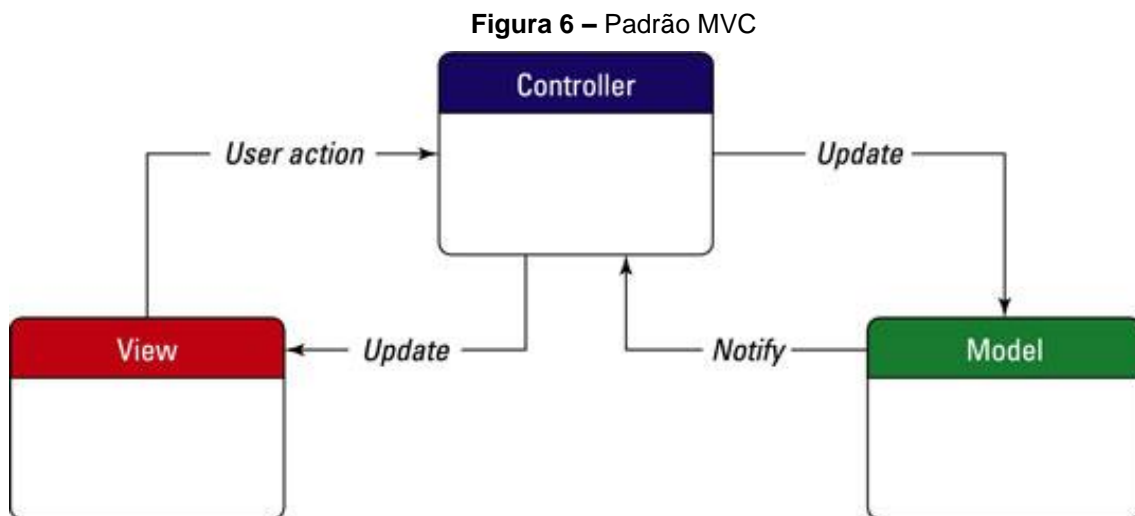 Figura 6 – Padrão MVC
Controller
User action
Update
View
Update
Notify
Model